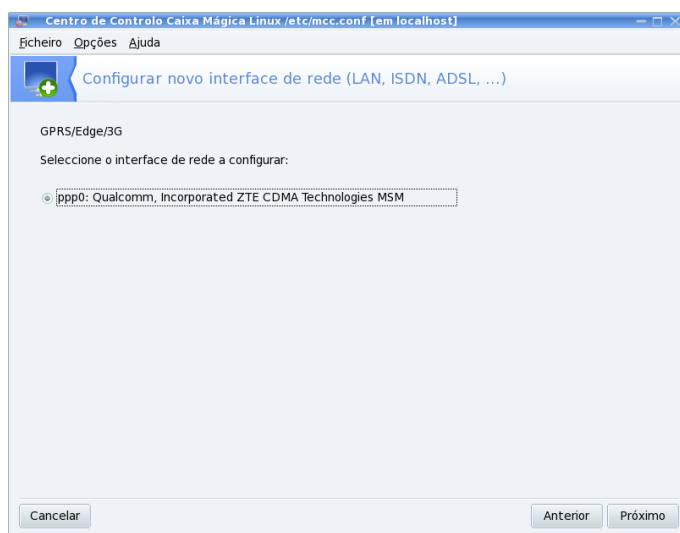 Centro de Controlo Caixa Mágica Linux /etc/mcc.conf [em localhost]
Ficheiro Opções Ajuda
Configurar novo interface de rede (LAN, ISDN, ADSL, ...)
GPRS/Edge/3G
Seleccione o interface de rede a configurar:
ppp0: Qualcomm, Incorporated ZTE CDMA Technologies MSM
Cancelar Anterior Próximo